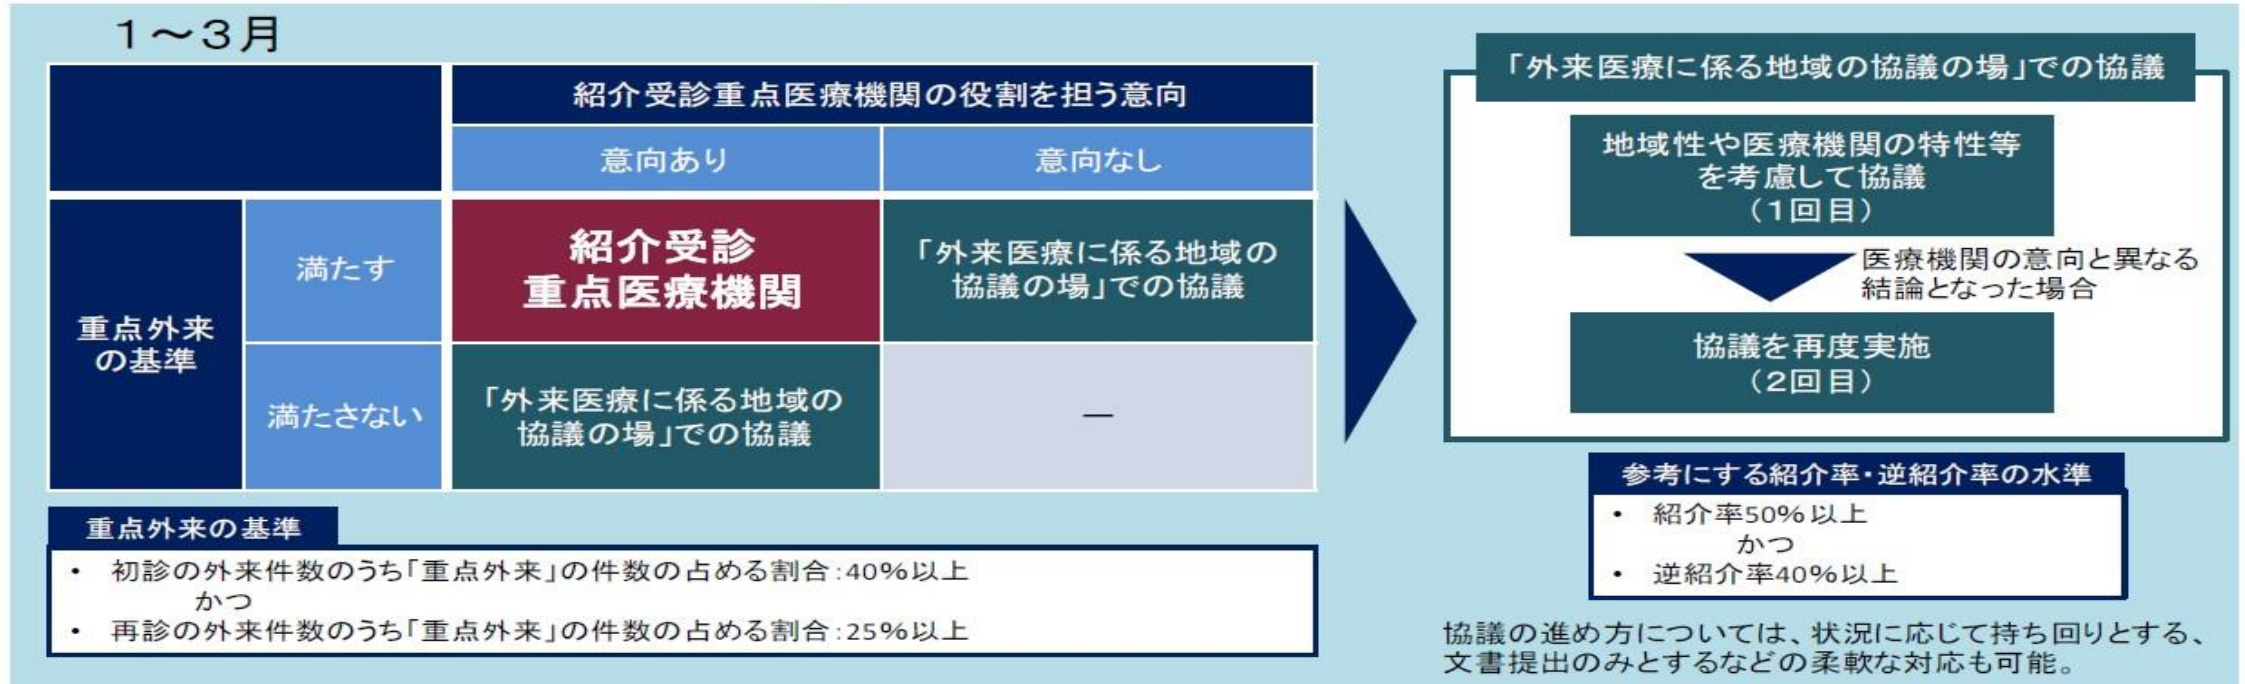 １～３月
紹介受診重点医療機関の役割を担う意向
意向あり
意向なし
重点外来
の基準
満たす
紹介受診
重点医療機関
「外来医療に係る地域の
協議の場」での協議
満たさない
「外来医療に係る地域の
協議の場」での協議
―
重点外来の基準
・ 初診の外来件数のうち「重点外来」の件数の占める割合：40％以上
かつ
・ 再診の外来件数のうち「重点外来」の件数の占める割合：25％以上
「外来医療に係る地域の協議の場」での協議
地域性や医療機関の特性等
を考慮して協議
（１回目）
医療機関の意向と異なる
結論となった場合
協議を再度実施
（２回目）
参考にする紹介率・逆紹介率の水準
・ 紹介率50％以上
かつ
・ 逆紹介率40％以上
協議の進め方については、状況に応じて持ち回りとする、
文書提出のみとするなどの柔軟な対応も可能。